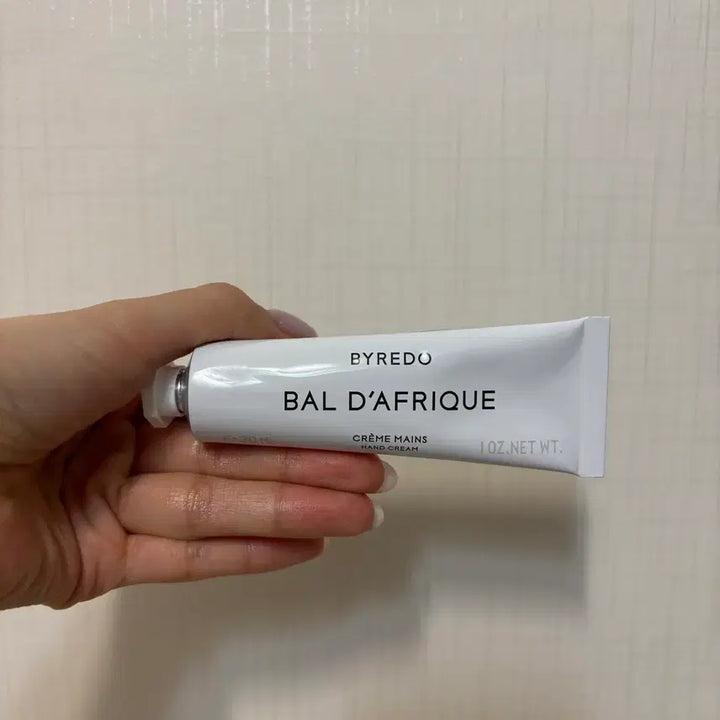 BYREDO
BAL D'AFRIQUE
CRÈME MAINS
HAND CREAM
1 OZ. NET WT.